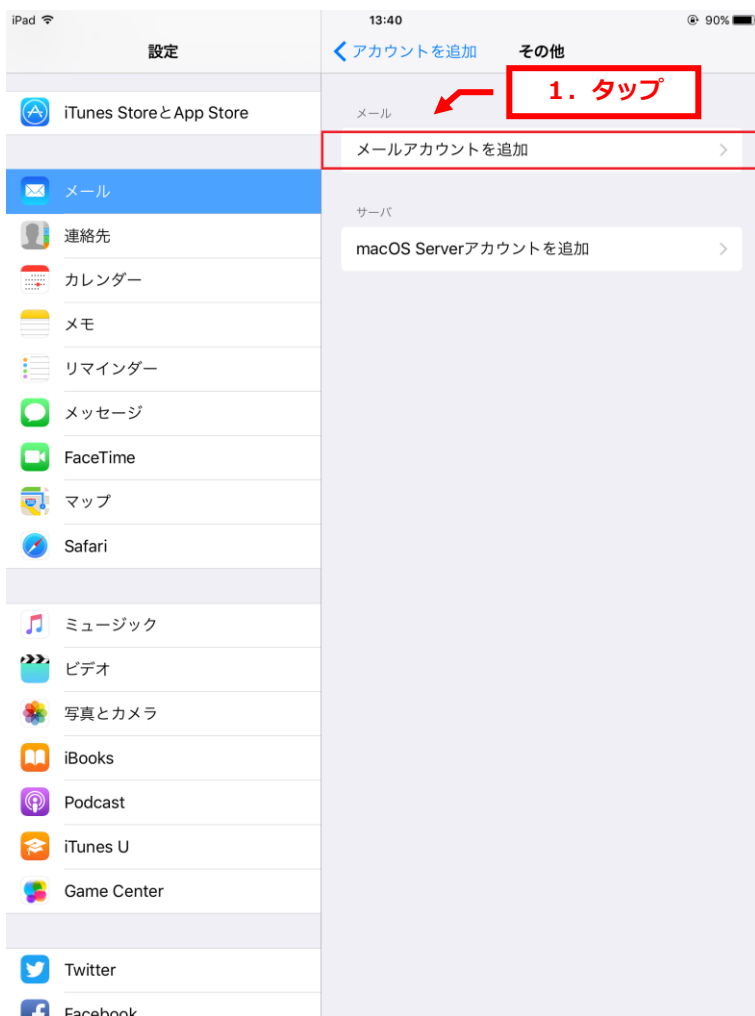 iPad 13:40 90%
設定
アカウントを追加 その他
1．タップ
iTunes StoreとApp Store
メール
連絡先
カレンダー
メモ
リマインダー
メッセージ
FaceTime
マップ
Safari
ミュージック
ビデオ
写真とカメラ
iBooks
Podcast
iTunes U
Game Center
Twitter
Facebook
メール
メールアカウントを追加
サーバ
macOS Serverアカウントを追加